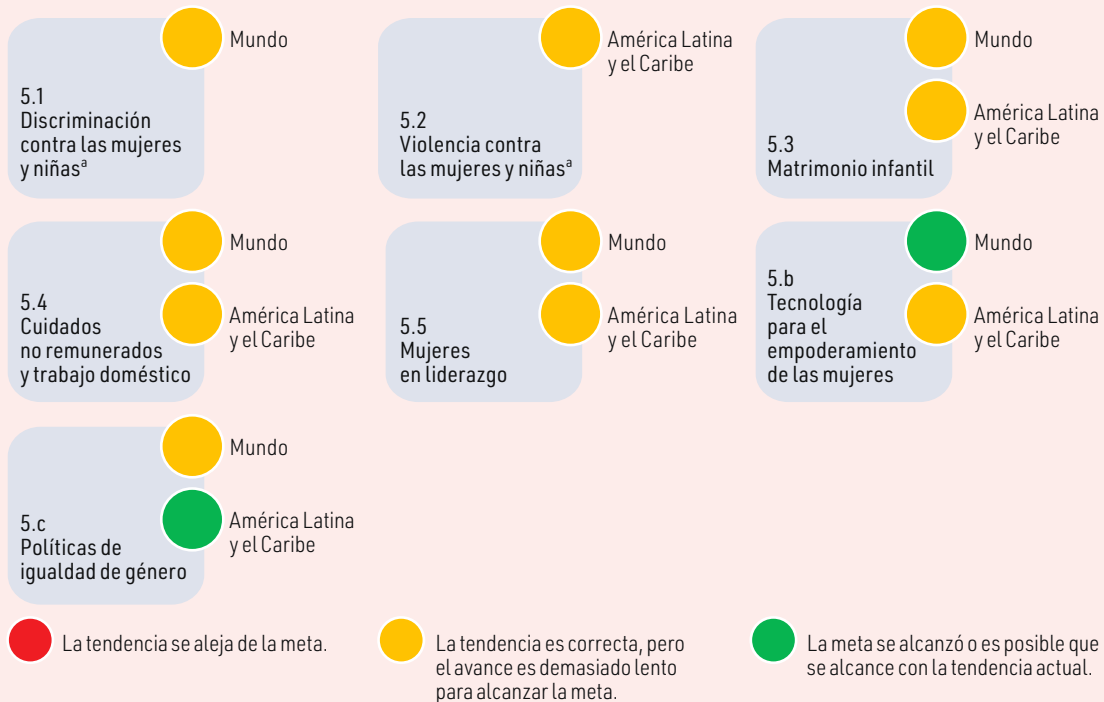 Mundo
5.1
Discriminación
contra las mujeres
y niñasª
América Latina
y el Caribe
5.2
Violencia contra
las mujeres y niñasª
Mundo
América Latina
y el Caribe
5.3
Matrimonio infantil
Mundo
América Latina
y el Caribe
5.4
Cuidados
no remunerados
y trabajo doméstico
Mundo
América Latina
y el Caribe
5.5
Mujeres
en liderazgo
Mundo
América Latina
y el Caribe
5.b
Tecnología
para el
empoderamiento
de las mujeres
Mundo
América Latina
y el Caribe
5.c
Políticas de
igualdad de género
La tendencia se aleja de la meta.
La tendencia es correcta, pero
el avance es demasiado lento
para alcanzar la meta.
La meta se alcanzó o es posible que
se alcance con la tendencia actual.